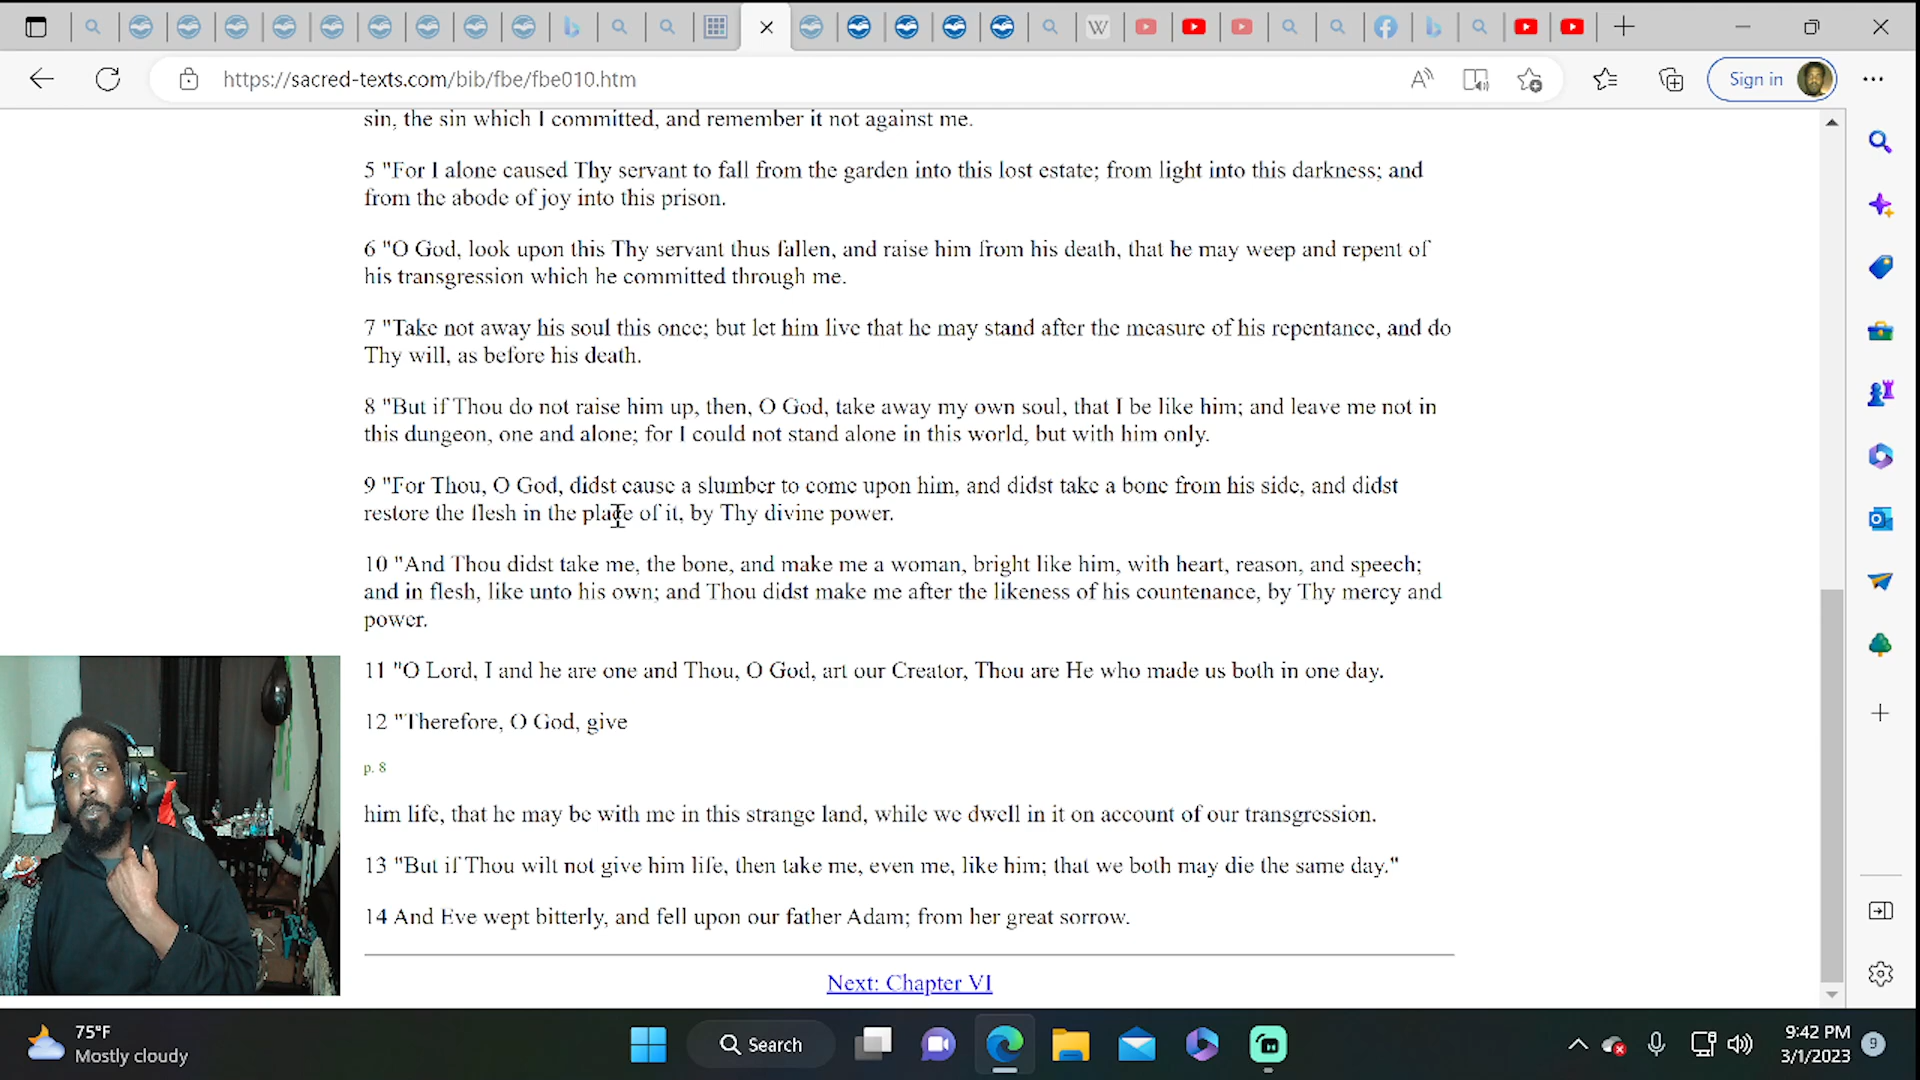 https://sacred-texts.com/bib/fbe/fbe010.htm
Sign in
sin, the sin which I committed, and remember it not against me.
5 "For I alone caused Thy servant to fall from the garden into this lost estate; from light into this darkness; and
from the abode of joy into this prison.
6 "O God, look upon this Thy servant thus fallen, and raise him from his death, that he may weep and repent of
his transgression which he committed through me.
7 "Take not away his soul this once; but let him live that he may stand after the measure of his repentance, and do
Thy will, as before his death.
8 "But if Thou do not raise him up, then, O God, take away my own soul, that I be like him; and leave me not in
this dungeon, one and alone; for I could not stand alone in this world, but with him only.
9 "For Thou, O God, didst cause a slumber to come upon him, and didst take a bone from his side, and didst
restore the flesh in the place of it, by Thy divine power.
10 "And Thou didst take me, the bone, and make me a woman, bright like him, with heart, reason, and speech;
and in flesh, like unto his own; and Thou didst make me after the likeness of his countenance, by Thy mercy and
power.
11 "O Lord, I and he are one and Thou, O God, art our Creator, Thou are He who made us both in one day.
12 "Therefore, O God, give
p. 8
him life, that he may be with me in this strange land, while we dwell in it on account of our transgression.
13 "But if Thou wilt not give him life, then take me, even me, like him; that we both may die the same day."
14 And Eve wept bitterly, and fell upon our father Adam; from her great sorrow.
Next: Chapter VI
75°F
Mostly cloudy
Search
9:42 PM
3/1/2023
9